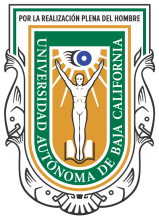 POR LA REALIZACIÓN PLENA DEL HOMBRE
UNIVERSIDAD AUTÓNOMA DE BAJA CALIFORNIA